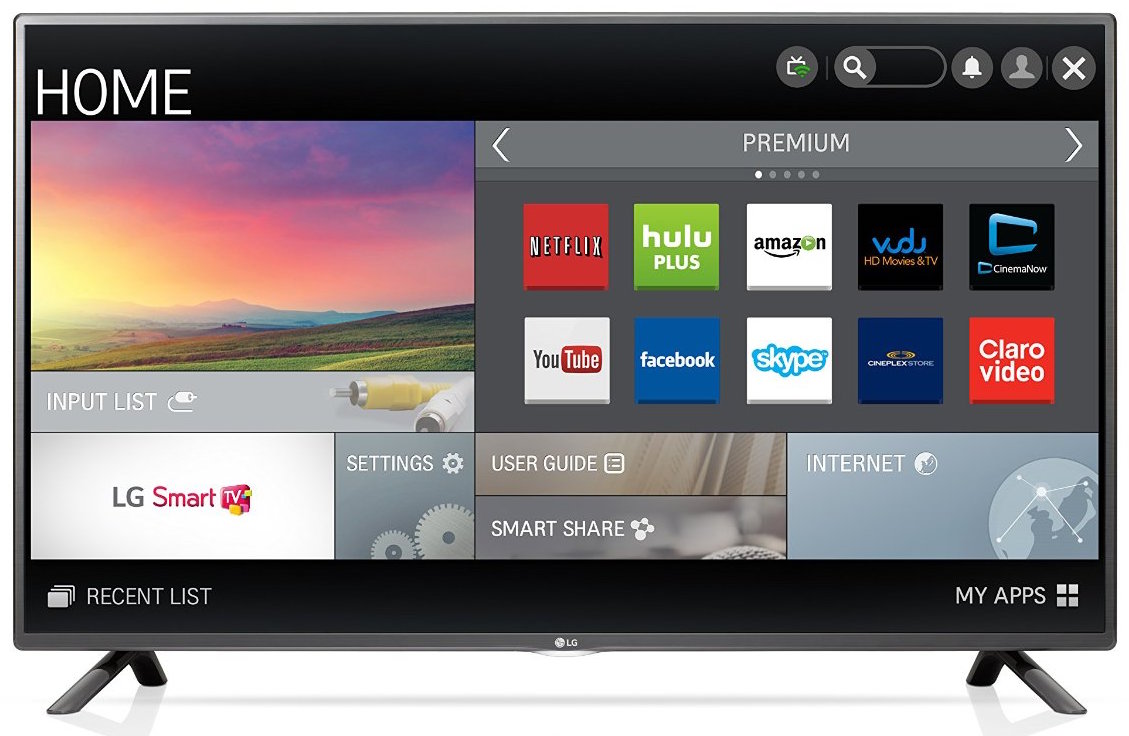 HOME
PREMIUM
NETFLIX
hulu
PLUS
amazon
vudu
HD Movies &TV
CinemaNow
YouTube
facebook
skype
CINEPLEX STORE
Claro
video
INPUT LIST
LG Smart TV
SETTINGS
USER GUIDE
SMART SHARE
INTERNET
RECENT LIST
MY APPS
LG